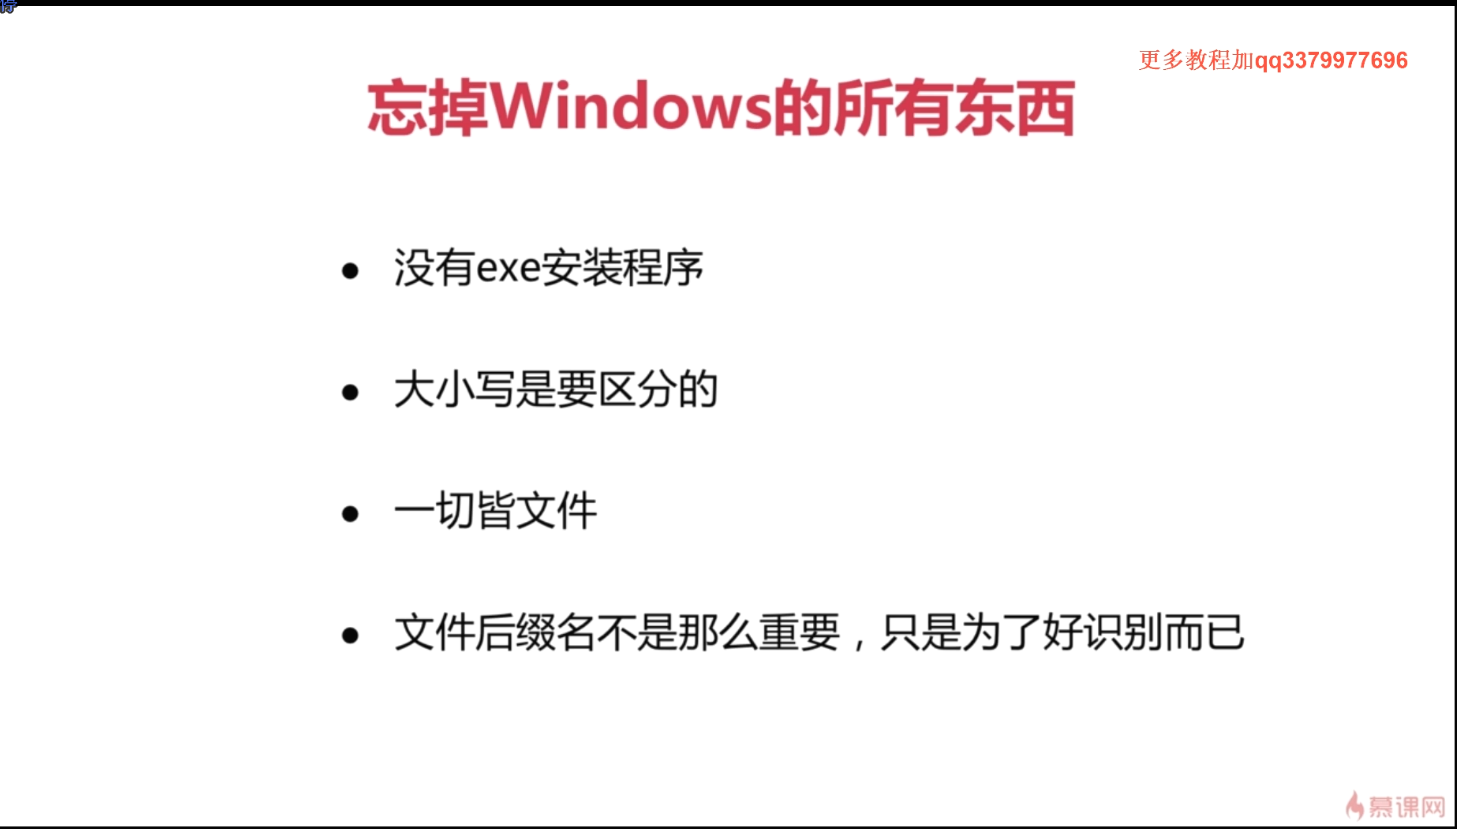 更多教程加qq3379977696
忘掉Windows的所有东西
没有exe安装程序
大小写是要区分的
一切皆文件
文件后缀名不是那么重要，只是为了好识别而已
慕课网